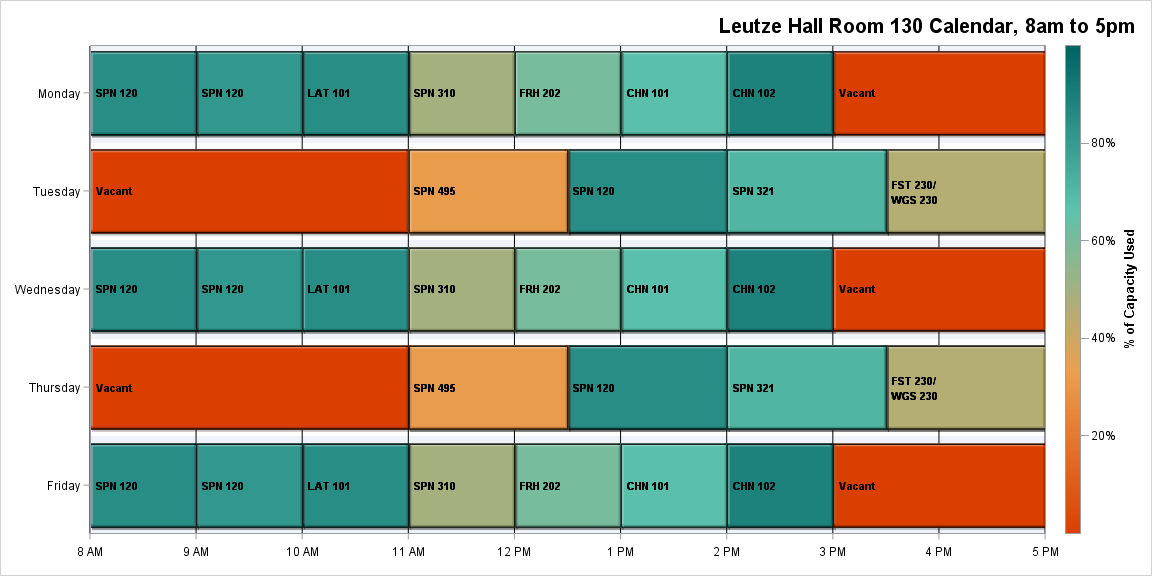 Leutze Hall Room 130 Calendar, 8am to 5pm
Monday
SPN 120
SPN 120
LAT 101
SPN 310
FRH 202
CHN 101
CHN 102
Vacant
Tuesday
Vacant
SPN 495
SPN 120
SPN 321
FST 230/
WGS 230
Wednesday
SPN 120
SPN 120
LAT 101
SPN 310
FRH 202
CHN 101
CHN 102
Vacant
Thursday
Vacant
SPN 495
SPN 120
SPN 321
FST 230/
WGS 230
Friday
SPN 120
SPN 120
LAT 101
SPN 310
FRH 202
CHN 101
CHN 102
Vacant
8 AM
9 AM
10 AM
11 AM
12 PM
1 PM
2 PM
3 PM
4 PM
5 PM
80%
60%
40%
20%
% of Capacity Used